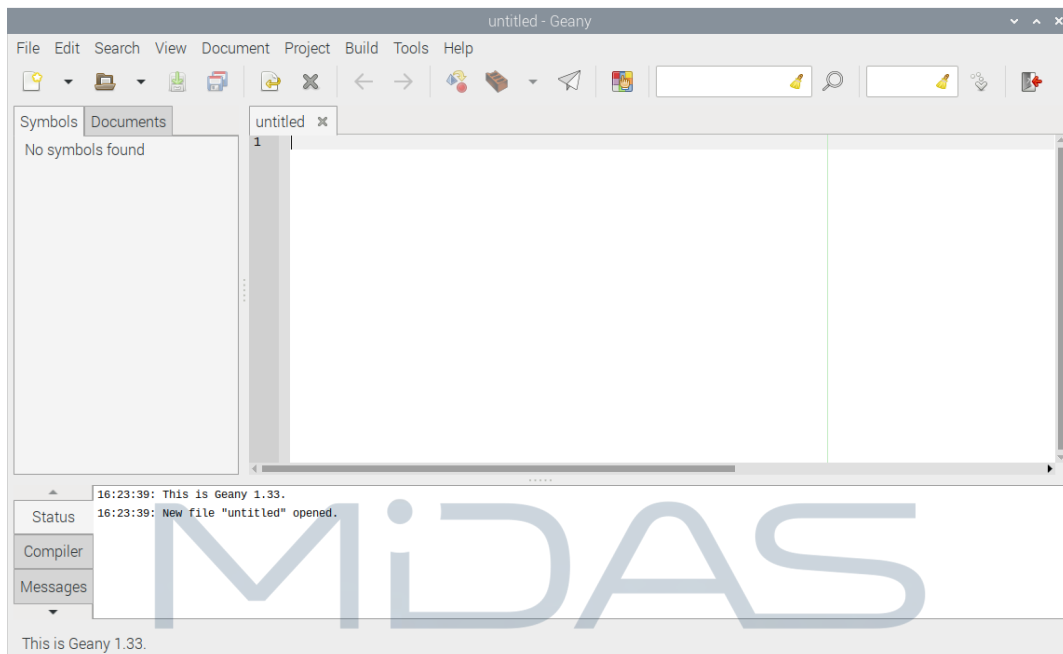 untitled - Geany
File Edit Search View Document Project Build Tools Help
Symbols Documents
untitled
No symbols found
1
16:23:39: This is Geany 1.33.
16:23:39: New file "untitled" opened.
Status
Compiler
Messages
MiDAS
This is Geany 1.33.